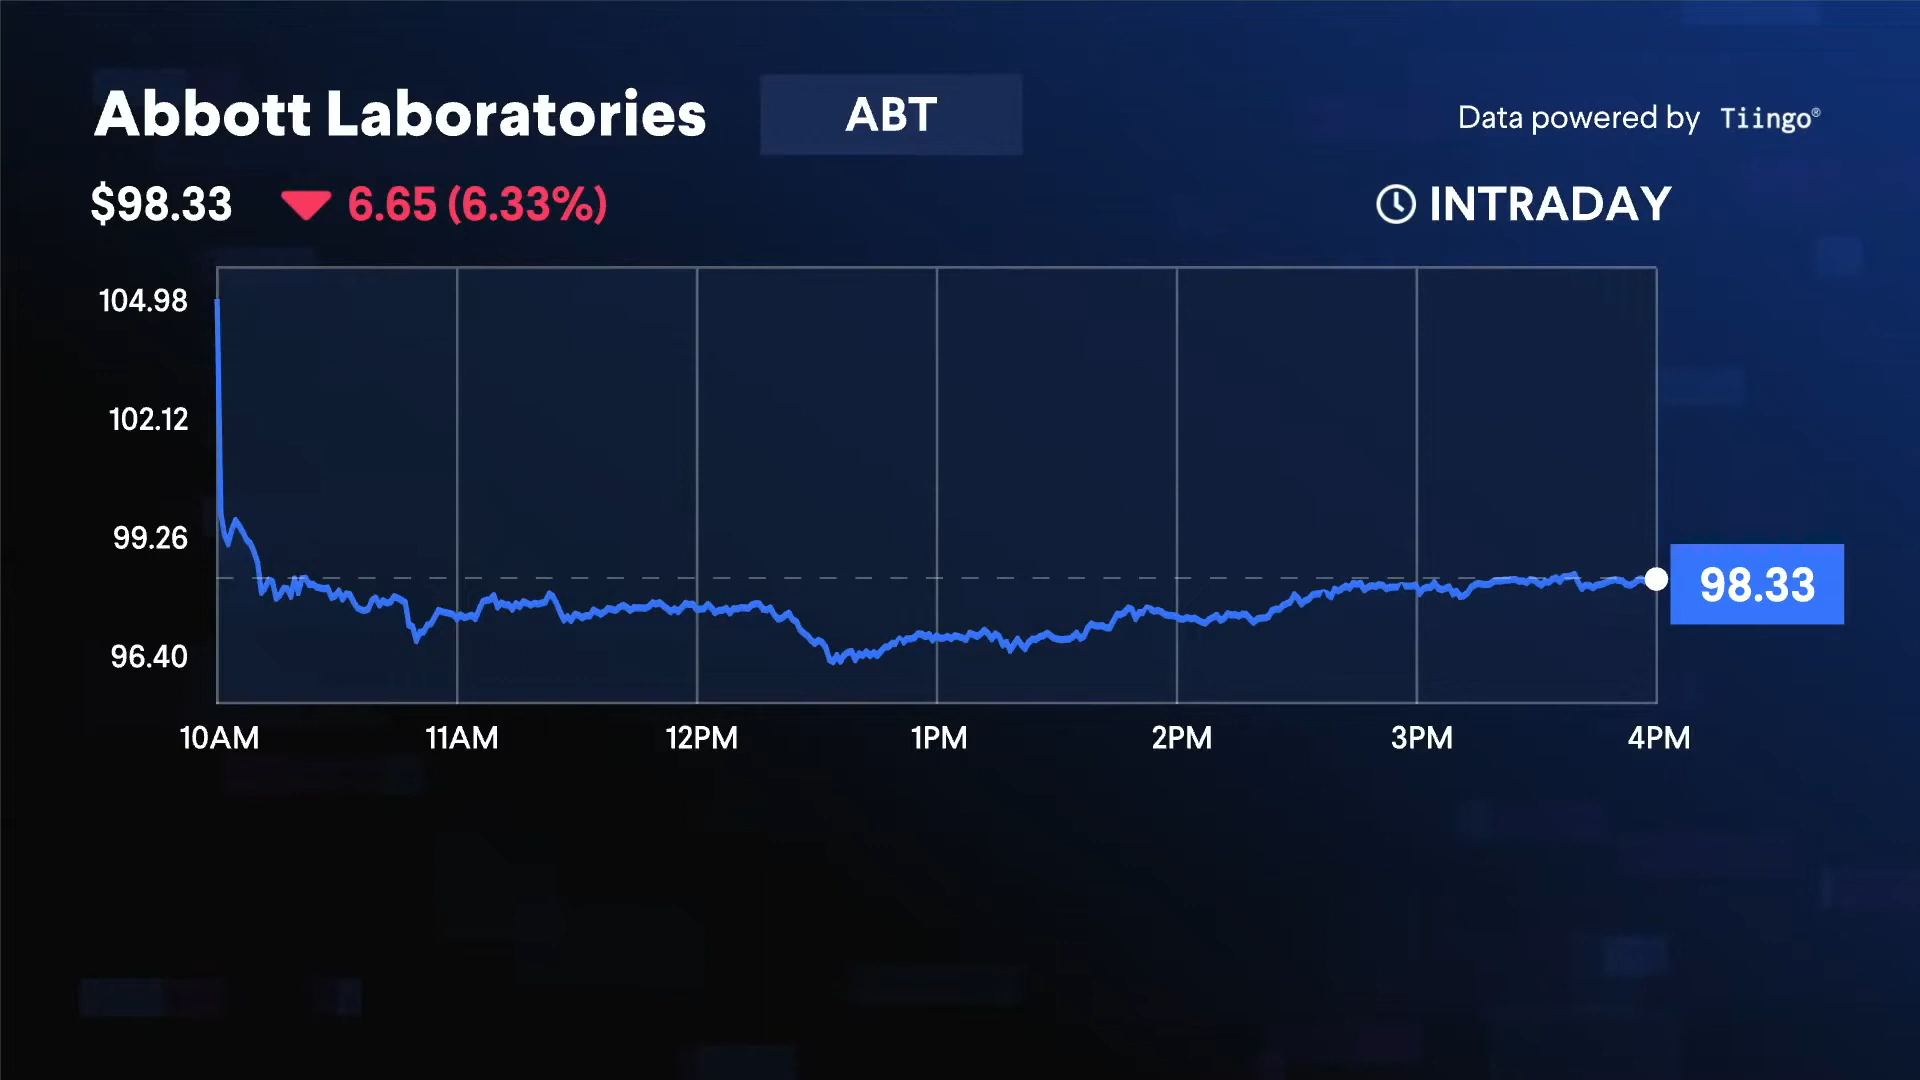 Abbott Laboratories ABT
Data powered by Tiingo®
$98.33 6.65 (6.33%)
INTRADAY
104.98
102.12
99.26
96.40
98.33
10AM 11AM 12PM 1PM 2PM 3PM 4PM